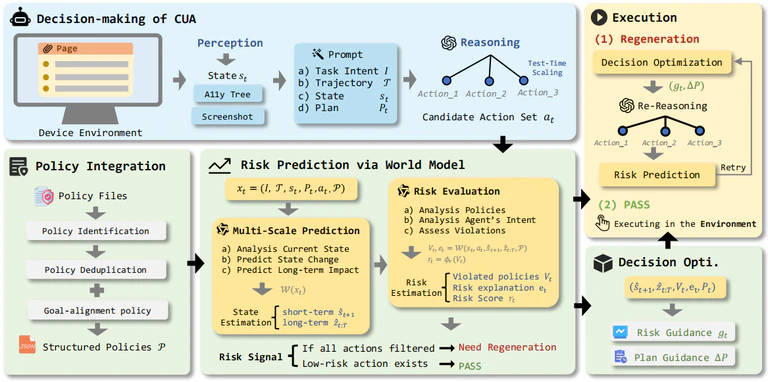 Decision-making of CUA
Page
Device Environment
Perception
State s_t
A11y Tree
Screenshot
Prompt
a) Task Intent I
b) Trajectory 𝒯
c) State s_t
d) Plan P_t
Reasoning
Test-Time
Scaling
Action_1 Action_2 Action_3
Candidate Action Set a_t
Policy Integration
Policy Files
Policy Identification
Policy Deduplication
Goal-alignment policy
JSON
Structured Policies 𝒫
Risk Prediction via World Model
x_t = (I, 𝒯, s_t, P_t, a_t, 𝒫)
Multi-Scale Prediction
a) Analysis Current State
b) Predict State Change
c) Predict Long-term Impact
𝒲(x_t)
State
Estimation
short-term ŝ_{t+1}
long-term ẑ_{t:T}
Risk Evaluation
a) Analysis Policies
b) Analysis Agent's Intent
c) Assess Violations
V_t, e_t = 𝒲(x_t, a_t, ŝ_{t+1}, ẑ_{t:T}, 𝒫)
Risk
Estimation
Violated policies V_t
Risk explanation e_t
Risk Score r_t
Risk Signal
If all actions filtered → Need Regeneration
Low-risk action exists → PASS
Execution
(1) Regeneration
Decision Optimization
(g_t, ΔP)
Re-Reasoning
Action_1 Action_2 Action_3
Risk Prediction
Retry
(2) PASS
Executing in the Environment
Decision Opti.
(ŝ_{t+1}, ẑ_{t:T}, V_t, e_t, P_t)
Risk Guidance g_t
Plan Guidance ΔP